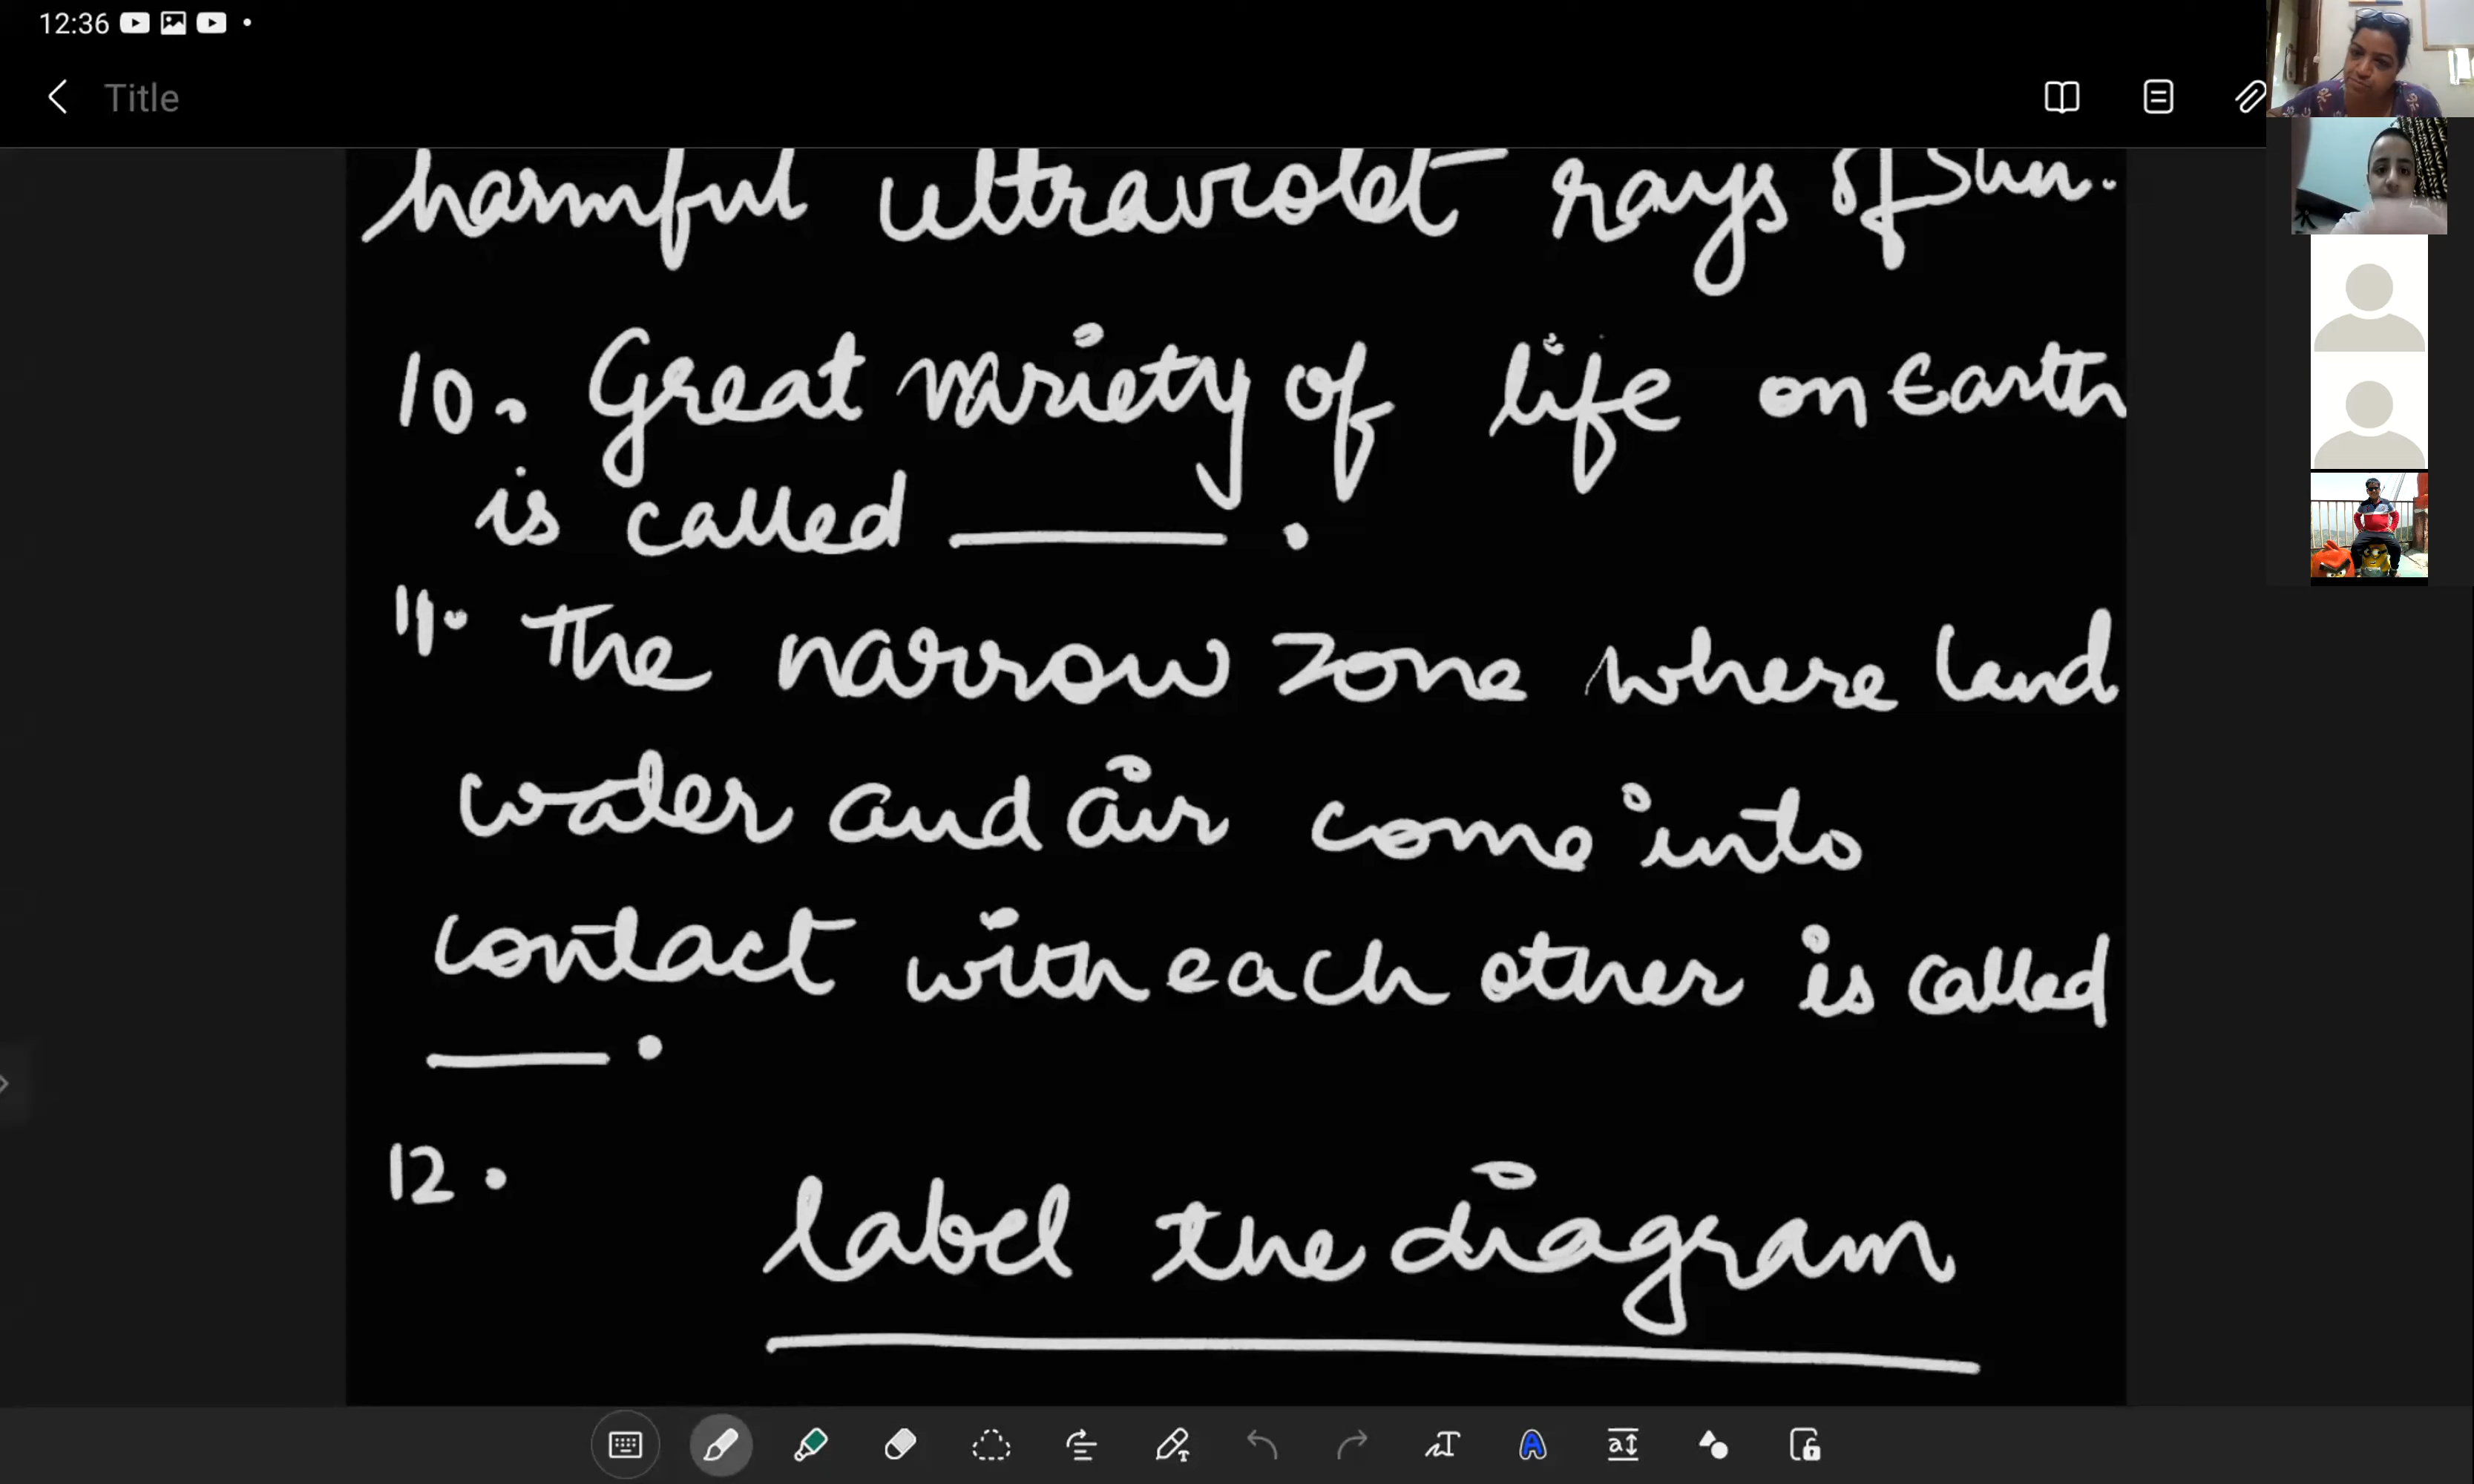 12:36
Title
harmful ultraviolet rays of Sun.
10. Great variety of life on Earth
is called ______.
11. The narrow zone where land
water and air come into
contact with each other is called
______.
12. label the diagram